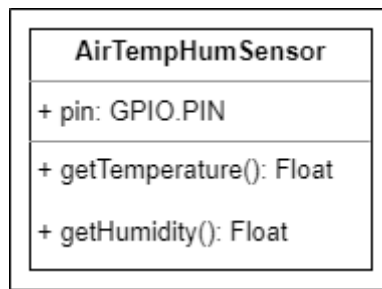 AirTempHumSensor
+ pin: GPIO.PIN
+ getTemperature(): Float
+ getHumidity(): Float